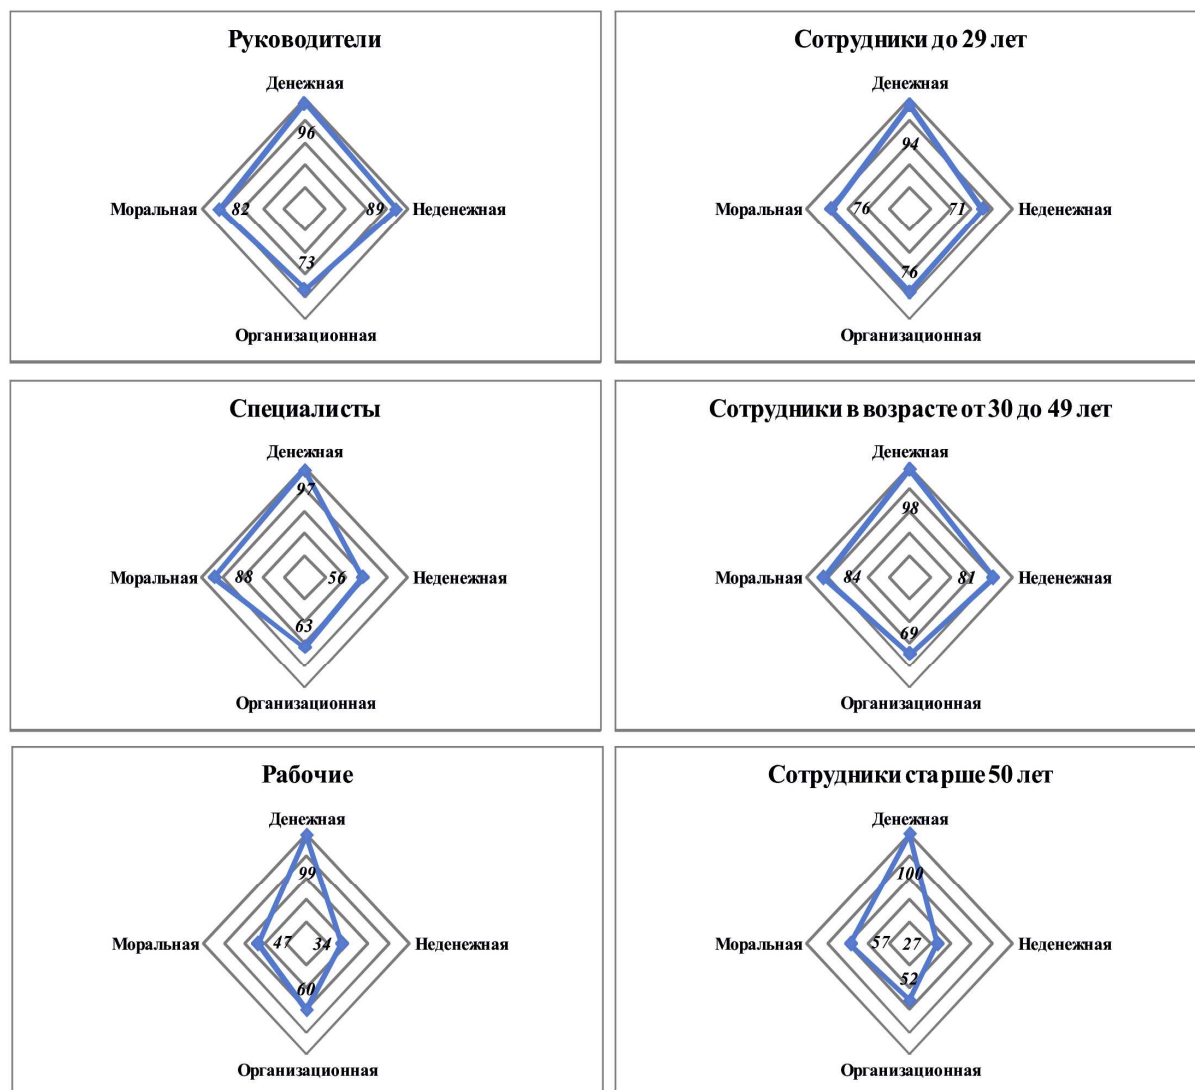 Руководители
Денежная
96
Моральная 82 89 Неденежная
73
Организационная
Сотрудники до 29 лет
Денежная
94
Моральная 76 71 Неденежная
76
Организационная
Специалисты
Денежная
97
Моральная 88 56 Неденежная
63
Организационная
Сотрудники в возрасте от 30 до 49 лет
Денежная
98
Моральная 84 81 Неденежная
69
Организационная
Рабочие
Денежная
99
Моральная 47 34 Неденежная
60
Организационная
Сотрудники старше 50 лет
Денежная
100
Моральная 57 27 Неденежная
52
Организационная